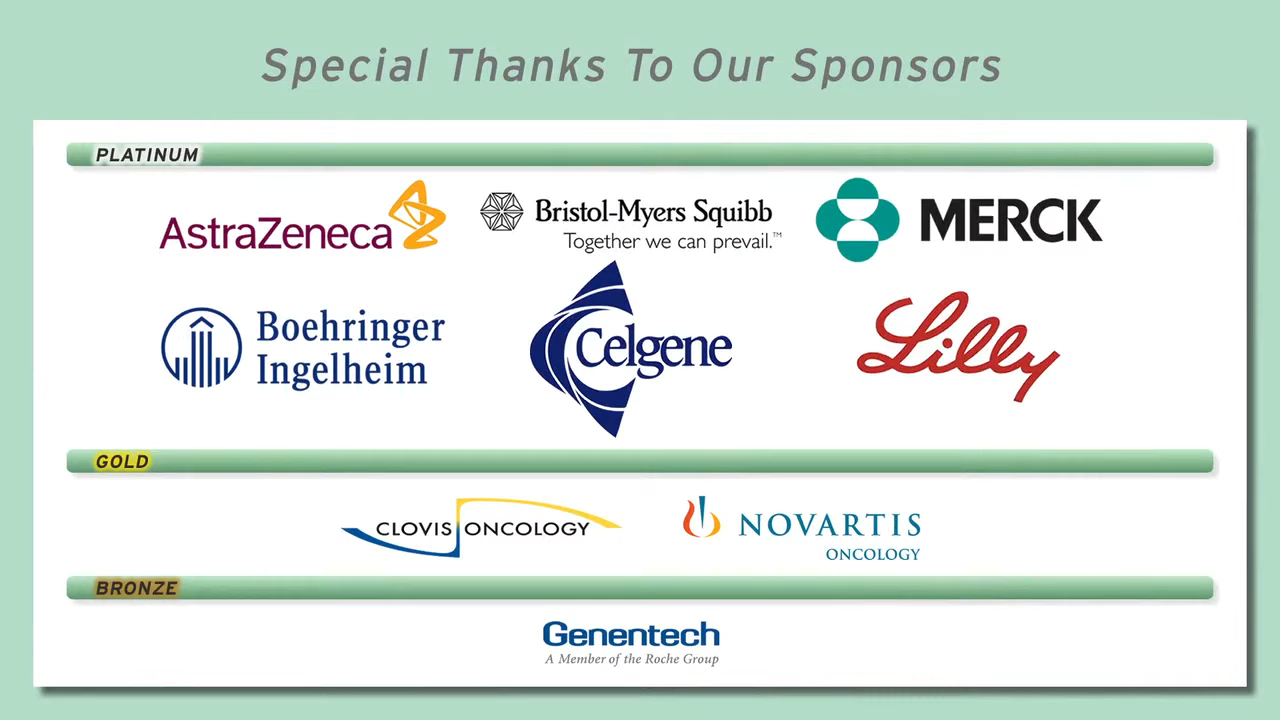 Special Thanks To Our Sponsors
PLATINUM
AstraZeneca
Bristol-Myers Squibb
Together we can prevail.™
MERCK
Boehringer
Ingelheim
Celgene
Lilly
GOLD
CLOVIS ONCOLOGY
NOVARTIS
ONCOLOGY
BRONZE
Genentech
A Member of the Roche Group